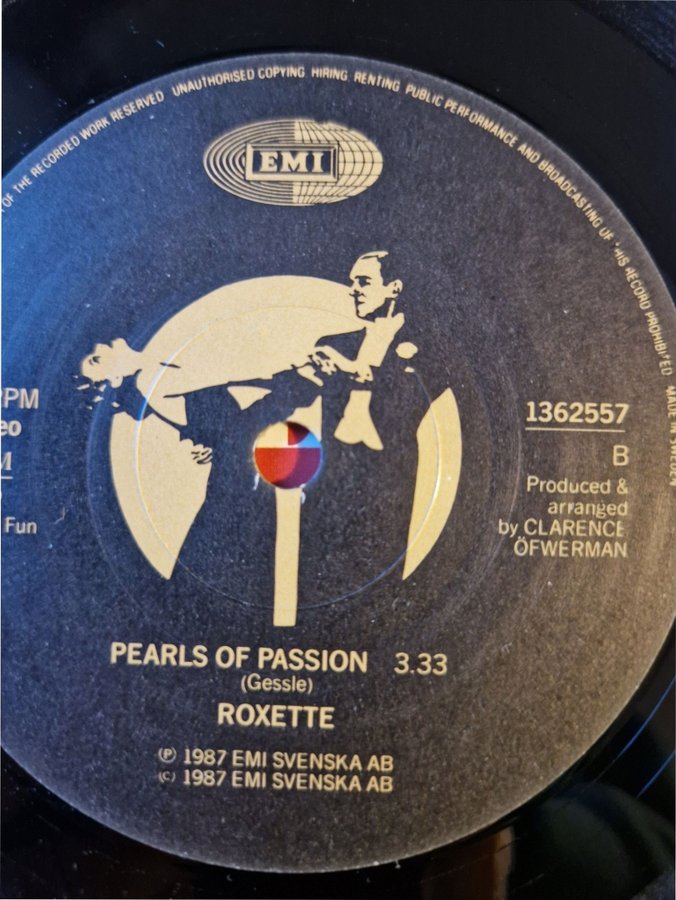 OF THE RECORDED WORK RESERVED UNAUTHORISED COPYING HIRING RENTING PUBLIC PERFORMANCE AND BROADCASTING OF THIS RECORD PROHIBITED MADE IN SWEDEN
EMI
RPM
eo
M
Fun
1362557
B
Produced &
arranged
by CLARENCE
ÖFWERMAN
PEARLS OF PASSION 3.33
(Gessle)
ROXETTE
Ⓟ 1987 EMI SVENSKA AB
© 1987 EMI SVENSKA AB